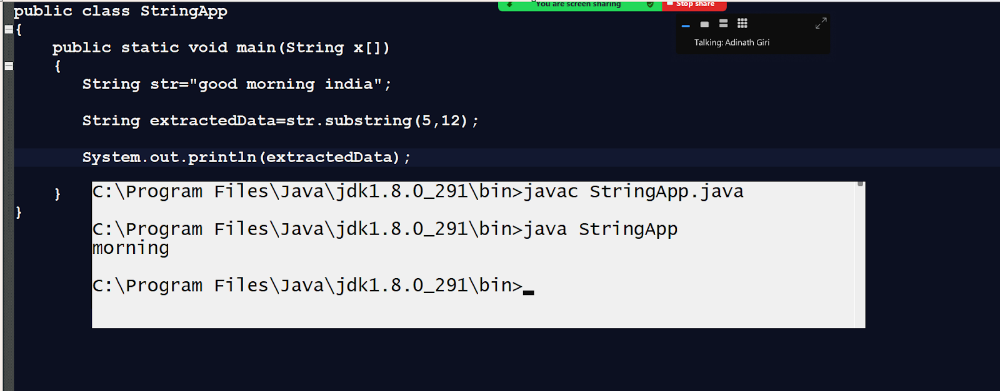 public class StringApp
{
public static void main(String x[])
{
String str="good morning india";
String extractedData=str.substring(5,12);
System.out.println(extractedData);
}
}
You are screen sharing
Stop share
Talking: Adinath Giri
C:\Program Files\Java\jdk1.8.0_291\bin>javac StringApp.java
C:\Program Files\Java\jdk1.8.0_291\bin>java StringApp
morning
C:\Program Files\Java\jdk1.8.0_291\bin>